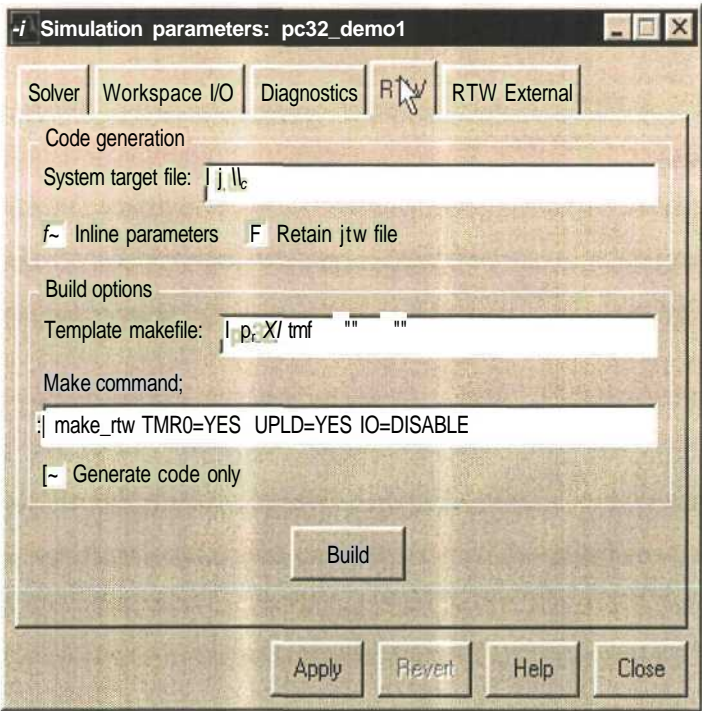 -i Simulation parameters: pc32_demo1
Solver Workspace I/O Diagnostics RTW RTW External
Code generation
System target file:
Inline parameters F Retain jtw file
Build options
Template makefile: tmf "" ""
Make command;
:| make_rtw TMR0=YES UPLD=YES IO=DISABLE
[~ Generate code only
Build
Apply Revert Help Close